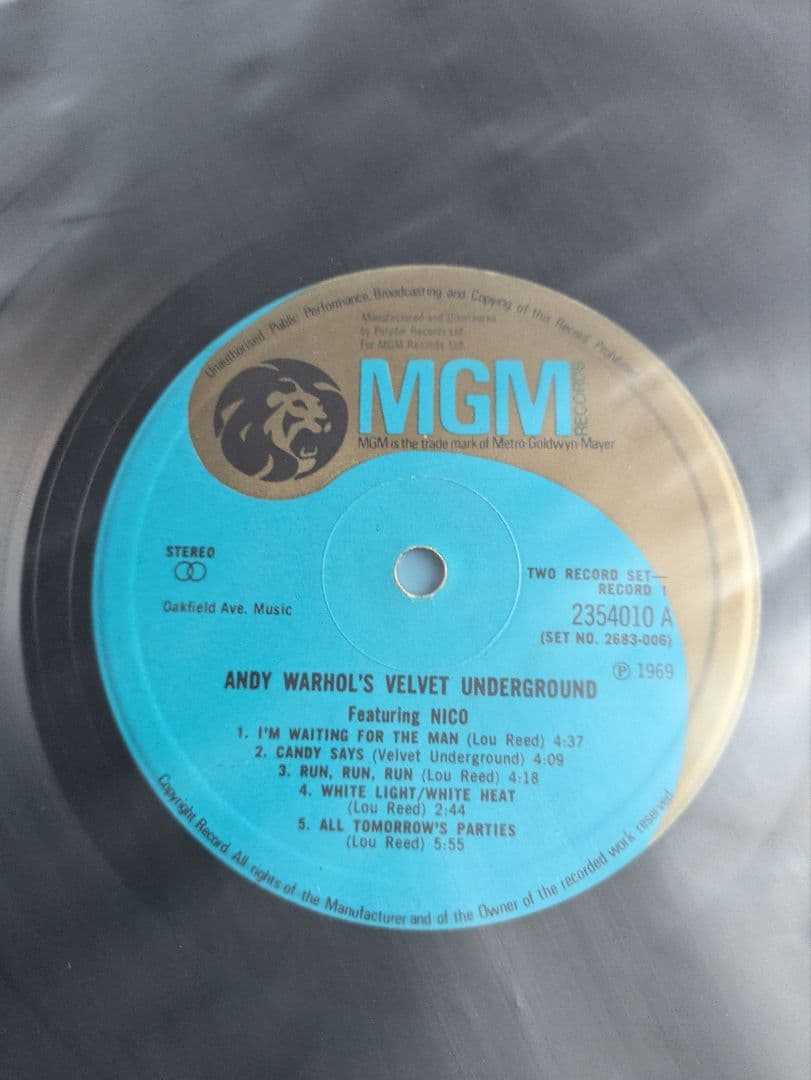 Unauthorised Public Performance, Broadcasting and Copying of this Record Prohibited
Manufactured and Distributed
by Polydor Records Ltd.
For MGM Records Ltd.
MGM
RECORDS
MGM is the trade mark of Metro-Goldwyn-Mayer
STEREO
Oakfield Ave. Music
TWO RECORD SET—
RECORD 1
2354010 A
(SET NO. 2683-006)
℗ 1969
ANDY WARHOL'S VELVET UNDERGROUND
Featuring NICO
1. I'M WAITING FOR THE MAN (Lou Reed) 4:37
2. CANDY SAYS (Velvet Underground) 4:09
3. RUN, RUN, RUN (Lou Reed) 4:18
4. WHITE LIGHT/WHITE HEAT
(Lou Reed) 2:44
5. ALL TOMORROW'S PARTIES
(Lou Reed) 5:55
Copyright Record. All rights of the Manufacturer and of the Owner of the recorded work reserved